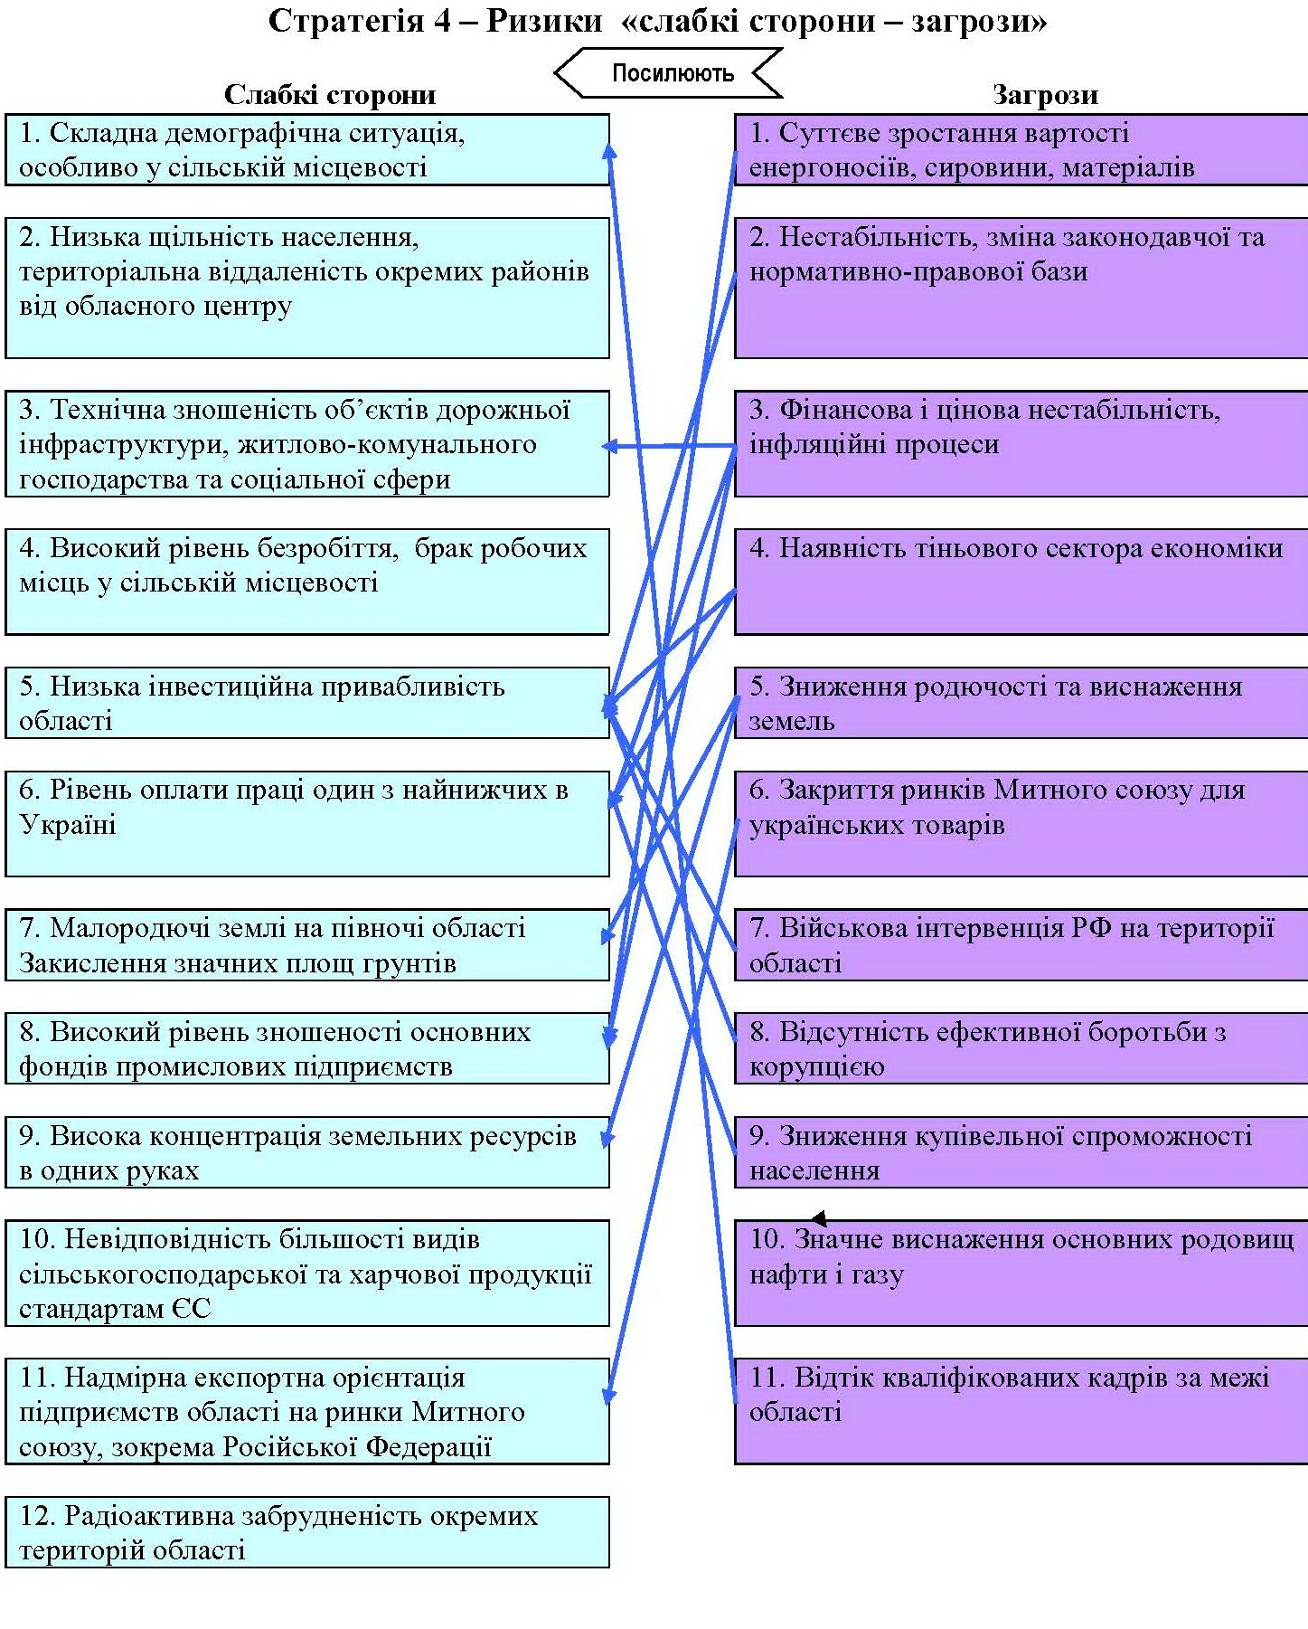 Стратегія 4 – Ризики «слабкі сторони – загрози»
Посилюють
Слабкі сторони
1. Складна демографічна ситуація,
особливо у сільській місцевості
2. Низька щільність населення,
територіальна віддаленість окремих районів
від обласного центру
3. Технічна зношеність об’єктів дорожньої
інфраструктури, житлово-комунального
господарства та соціальної сфери
4. Високий рівень безробіття, брак робочих
місць у сільській місцевості
5. Низька інвестиційна привабливість
області
6. Рівень оплати праці один з найнижчих в
Україні
7. Малородючі землі на півночі області
Закислення значних площ грунтів
8. Високий рівень зношеності основних
фондів промислових підприємств
9. Висока концентрація земельних ресурсів
в одних руках
10. Невідповідність більшості видів
сільськогосподарської та харчової продукції
стандартам ЄС
11. Надмірна експортна орієнтація
підприємств області на ринки Митного
союзу, зокрема Російської Федерації
12. Радіоактивна забрудненість окремих
територій області
Загрози
1. Суттєве зростання вартості
енергоносіїв, сировини, матеріалів
2. Нестабільність, зміна законодавчої та
нормативно-правової бази
3. Фінансова і цінова нестабільність,
інфляційні процеси
4. Наявність тіньового сектора економіки
5. Зниження родючості та виснаження
земель
6. Закриття ринків Митного союзу для
українських товарів
7. Військова інтервенція РФ на території
області
8. Відсутність ефективної боротьби з
корупцією
9. Зниження купівельної спроможності
населення
10. Значне виснаження основних родовищ
нафти і газу
11. Відтік кваліфікованих кадрів за межі
області